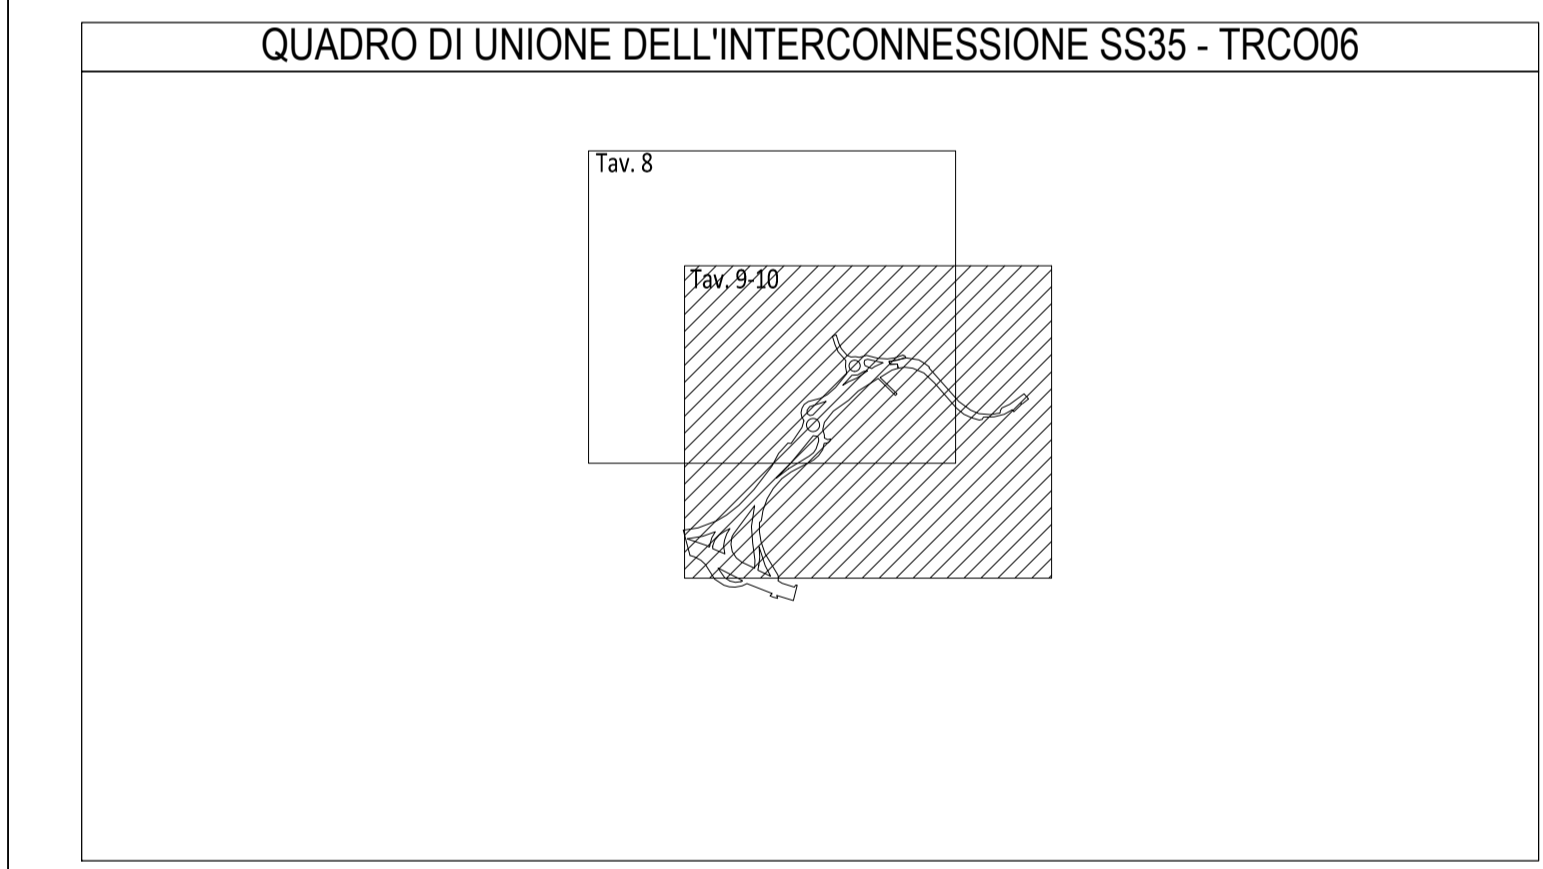 QUADRO DI UNIONE DELL'INTERCONNESSIONE SS35 - TRCO06
Tav. 8
Tav. 9-10